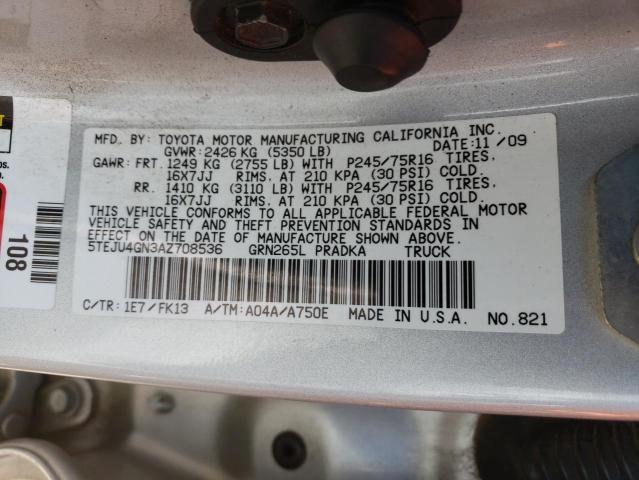 MFD. BY: TOYOTA MOTOR MANUFACTURING CALIFORNIA INC.
GVWR: 2426 KG (5350 LB) DATE: 11/09
GAWR: FRT. 1249 KG (2755 LB) WITH P245/75R16 TIRES,
16X7JJ RIMS, AT 210 KPA (30 PSI) COLD.
RR. 1410 KG (3110 LB) WITH P245/75R16 TIRES,
16X7JJ RIMS, AT 210 KPA (30 PSI) COLD.
THIS VEHICLE CONFORMS TO ALL APPLICABLE FEDERAL MOTOR
VEHICLE SAFETY AND THEFT PREVENTION STANDARDS IN
EFFECT ON THE DATE OF MANUFACTURE SHOWN ABOVE.
5TEJU4GN3AZ708536 GRN265L PRADKA TRUCK
C/TR: 1E7/FK13 A/TM: A04A/A750E MADE IN U.S.A. NO. 821
108